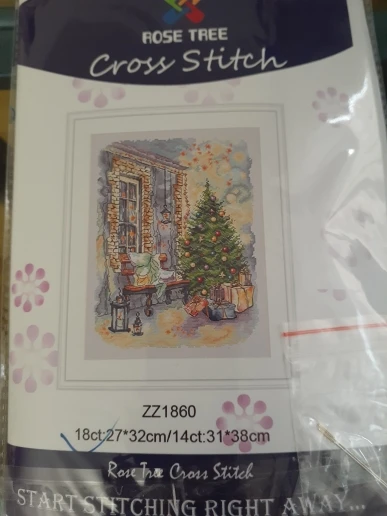 ROSE TREE
Cross Stitch
ZZ1860
18ct:27*32cm/14ct:31*38cm
Rose Tree Cross Stitch
START STITCHING RIGHT AWAY...